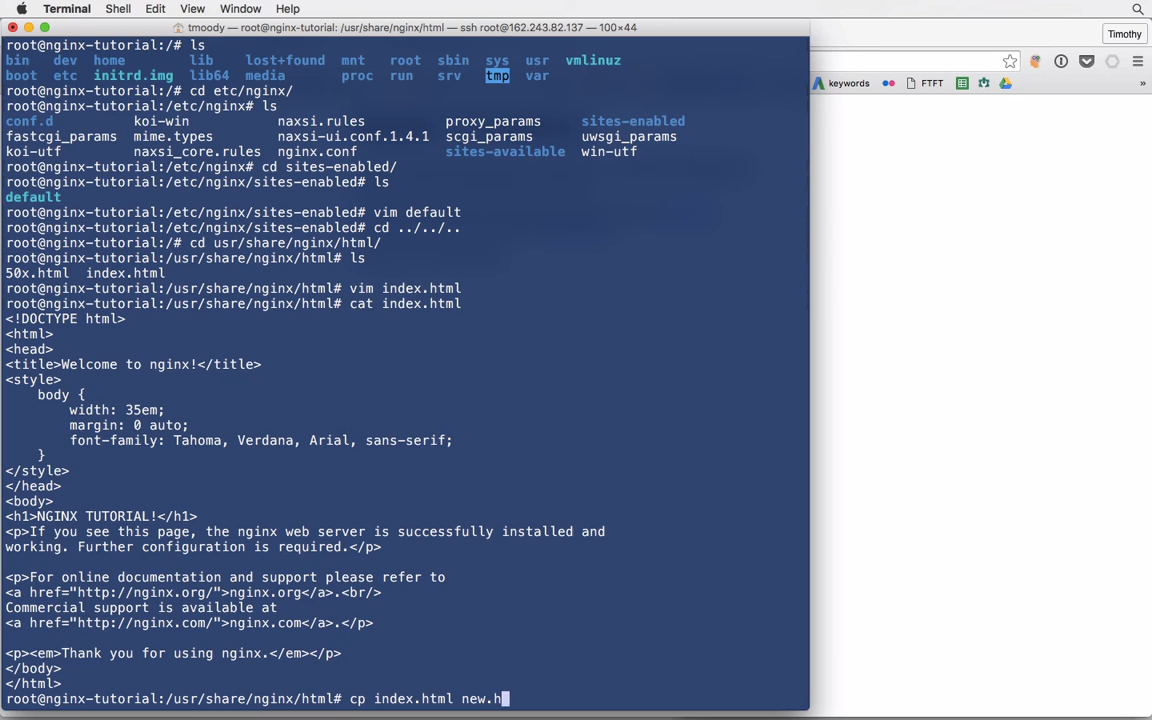 Terminal Shell Edit View Window Help
tmoody — root@nginx-tutorial: /usr/share/nginx/html — ssh root@162.243.82.137 — 100×44
Timothy
keywords FTFT »
root@nginx-tutorial:/# ls
bin dev home lib lost+found mnt root sbin sys usr vmlinuz
boot etc initrd.img lib64 media proc run srv tmp var
root@nginx-tutorial:/# cd etc/nginx/
root@nginx-tutorial:/etc/nginx# ls
conf.d koi-win naxsi.rules proxy_params sites-enabled
fastcgi_params mime.types naxsi-ui.conf.1.4.1 scgi_params uwsgi_params
koi-utf naxsi_core.rules nginx.conf sites-available win-utf
root@nginx-tutorial:/etc/nginx# cd sites-enabled/
root@nginx-tutorial:/etc/nginx/sites-enabled# ls
default
root@nginx-tutorial:/etc/nginx/sites-enabled# vim default
root@nginx-tutorial:/etc/nginx/sites-enabled# cd ../../..
root@nginx-tutorial:/# cd usr/share/nginx/html/
root@nginx-tutorial:/usr/share/nginx/html# ls
50x.html index.html
root@nginx-tutorial:/usr/share/nginx/html# vim index.html
root@nginx-tutorial:/usr/share/nginx/html# cat index.html
<!DOCTYPE html>
<html>
<head>
<title>Welcome to nginx!</title>
<style>
body {
width: 35em;
margin: 0 auto;
font-family: Tahoma, Verdana, Arial, sans-serif;
}
</style>
</head>
<body>
<h1>NGINX TUTORIAL!</h1>
<p>If you see this page, the nginx web server is successfully installed and
working. Further configuration is required.</p>
<p>For online documentation and support please refer to
<a href="http://nginx.org/">nginx.org</a>.<br/>
Commercial support is available at
<a href="http://nginx.com/">nginx.com</a>.</p>
<p><em>Thank you for using nginx.</em></p>
</body>
</html>
root@nginx-tutorial:/usr/share/nginx/html# cp index.html new.h